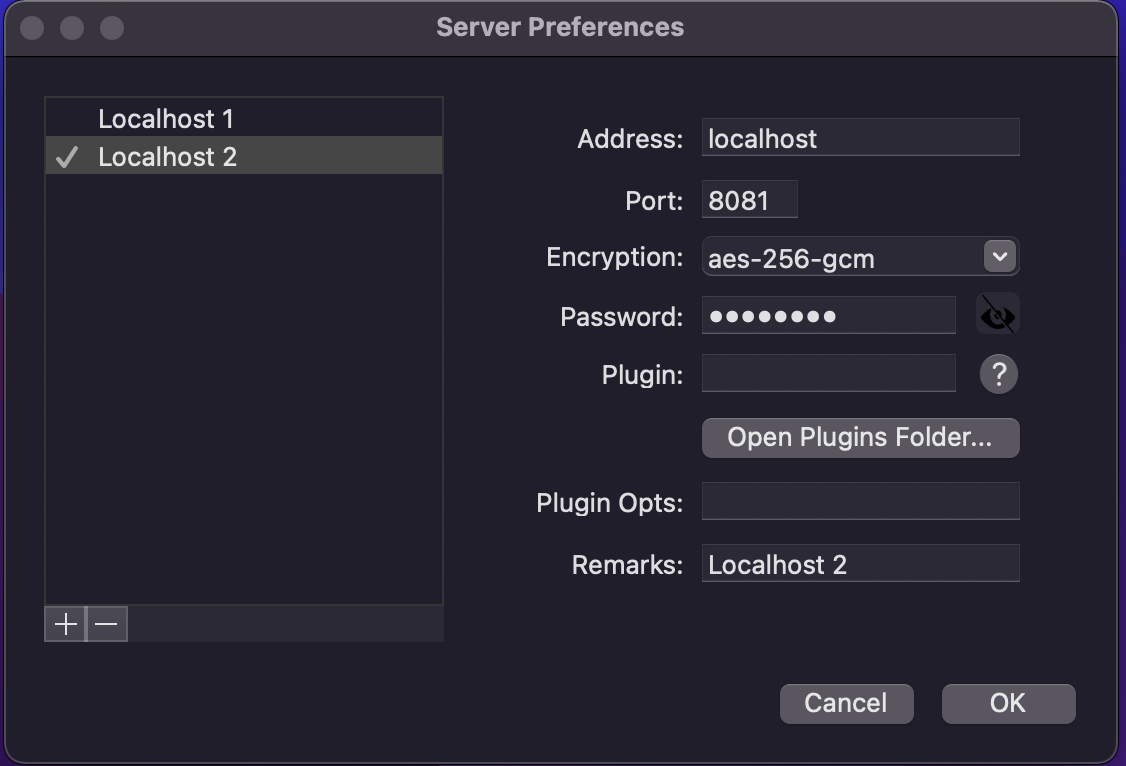 Server Preferences
Localhost 1
✓ Localhost 2
Address: localhost
Port: 8081
Encryption: aes-256-gcm
Password: ••••••••
Plugin: ?
Open Plugins Folder...
Plugin Opts:
Remarks: Localhost 2
+ −
Cancel OK